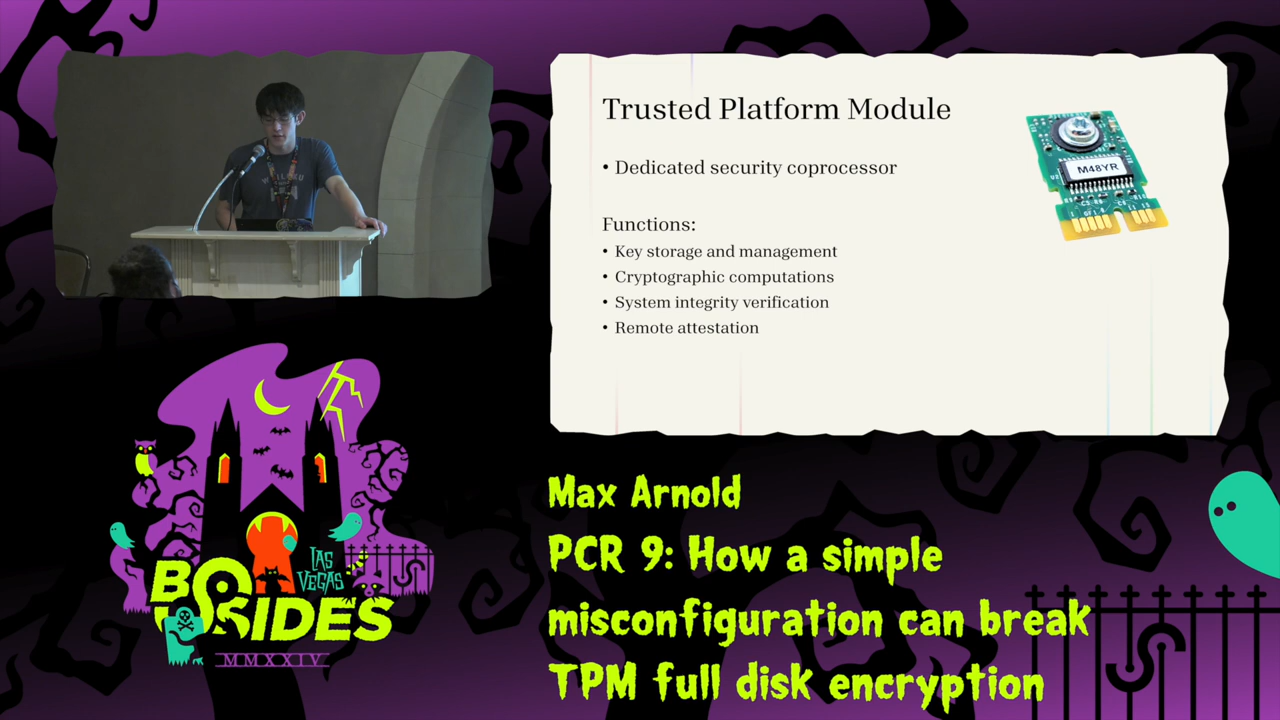 Trusted Platform Module
• Dedicated security coprocessor
Functions:
• Key storage and management
• Cryptographic computations
• System integrity verification
• Remote attestation
M48YR
LAS
VEGAS
BSIDES
MMXXIV
Max Arnold
PCR 9: How a simple
misconfiguration can break
TPM full disk encryption